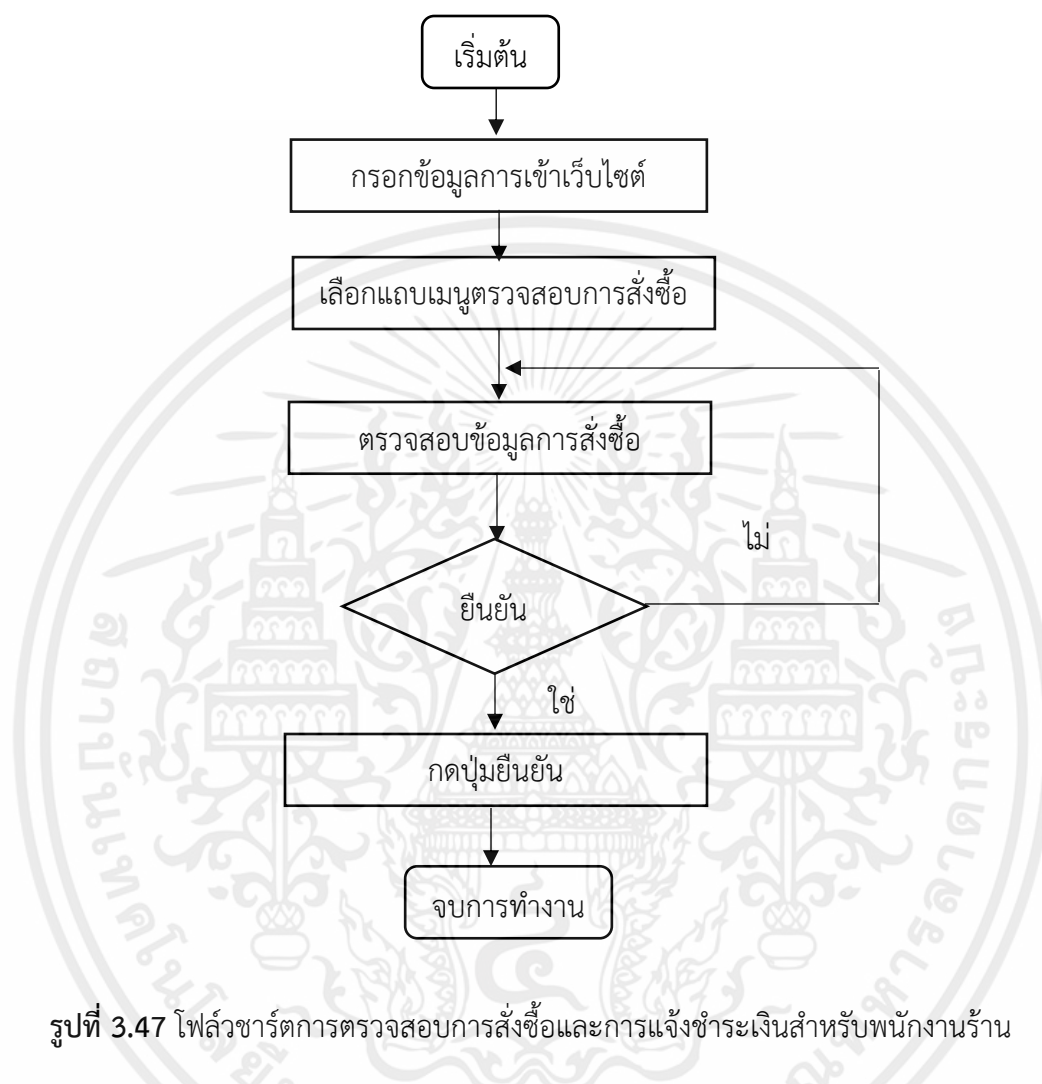 เริ่มต้น
กรอกข้อมูลการเข้าเว็บไซต์
เลือกแถบเมนูตรวจสอบการสั่งซื้อ
ตรวจสอบข้อมูลการสั่งซื้อ
ไม่
ยืนยัน
ใช่
กดปุ่มยืนยัน
จบการทำงาน
รูปที่ 3.47 โฟล์วชาร์ตการตรวจสอบการสั่งซื้อและการแจ้งชำระเงินสำหรับพนักงานร้าน